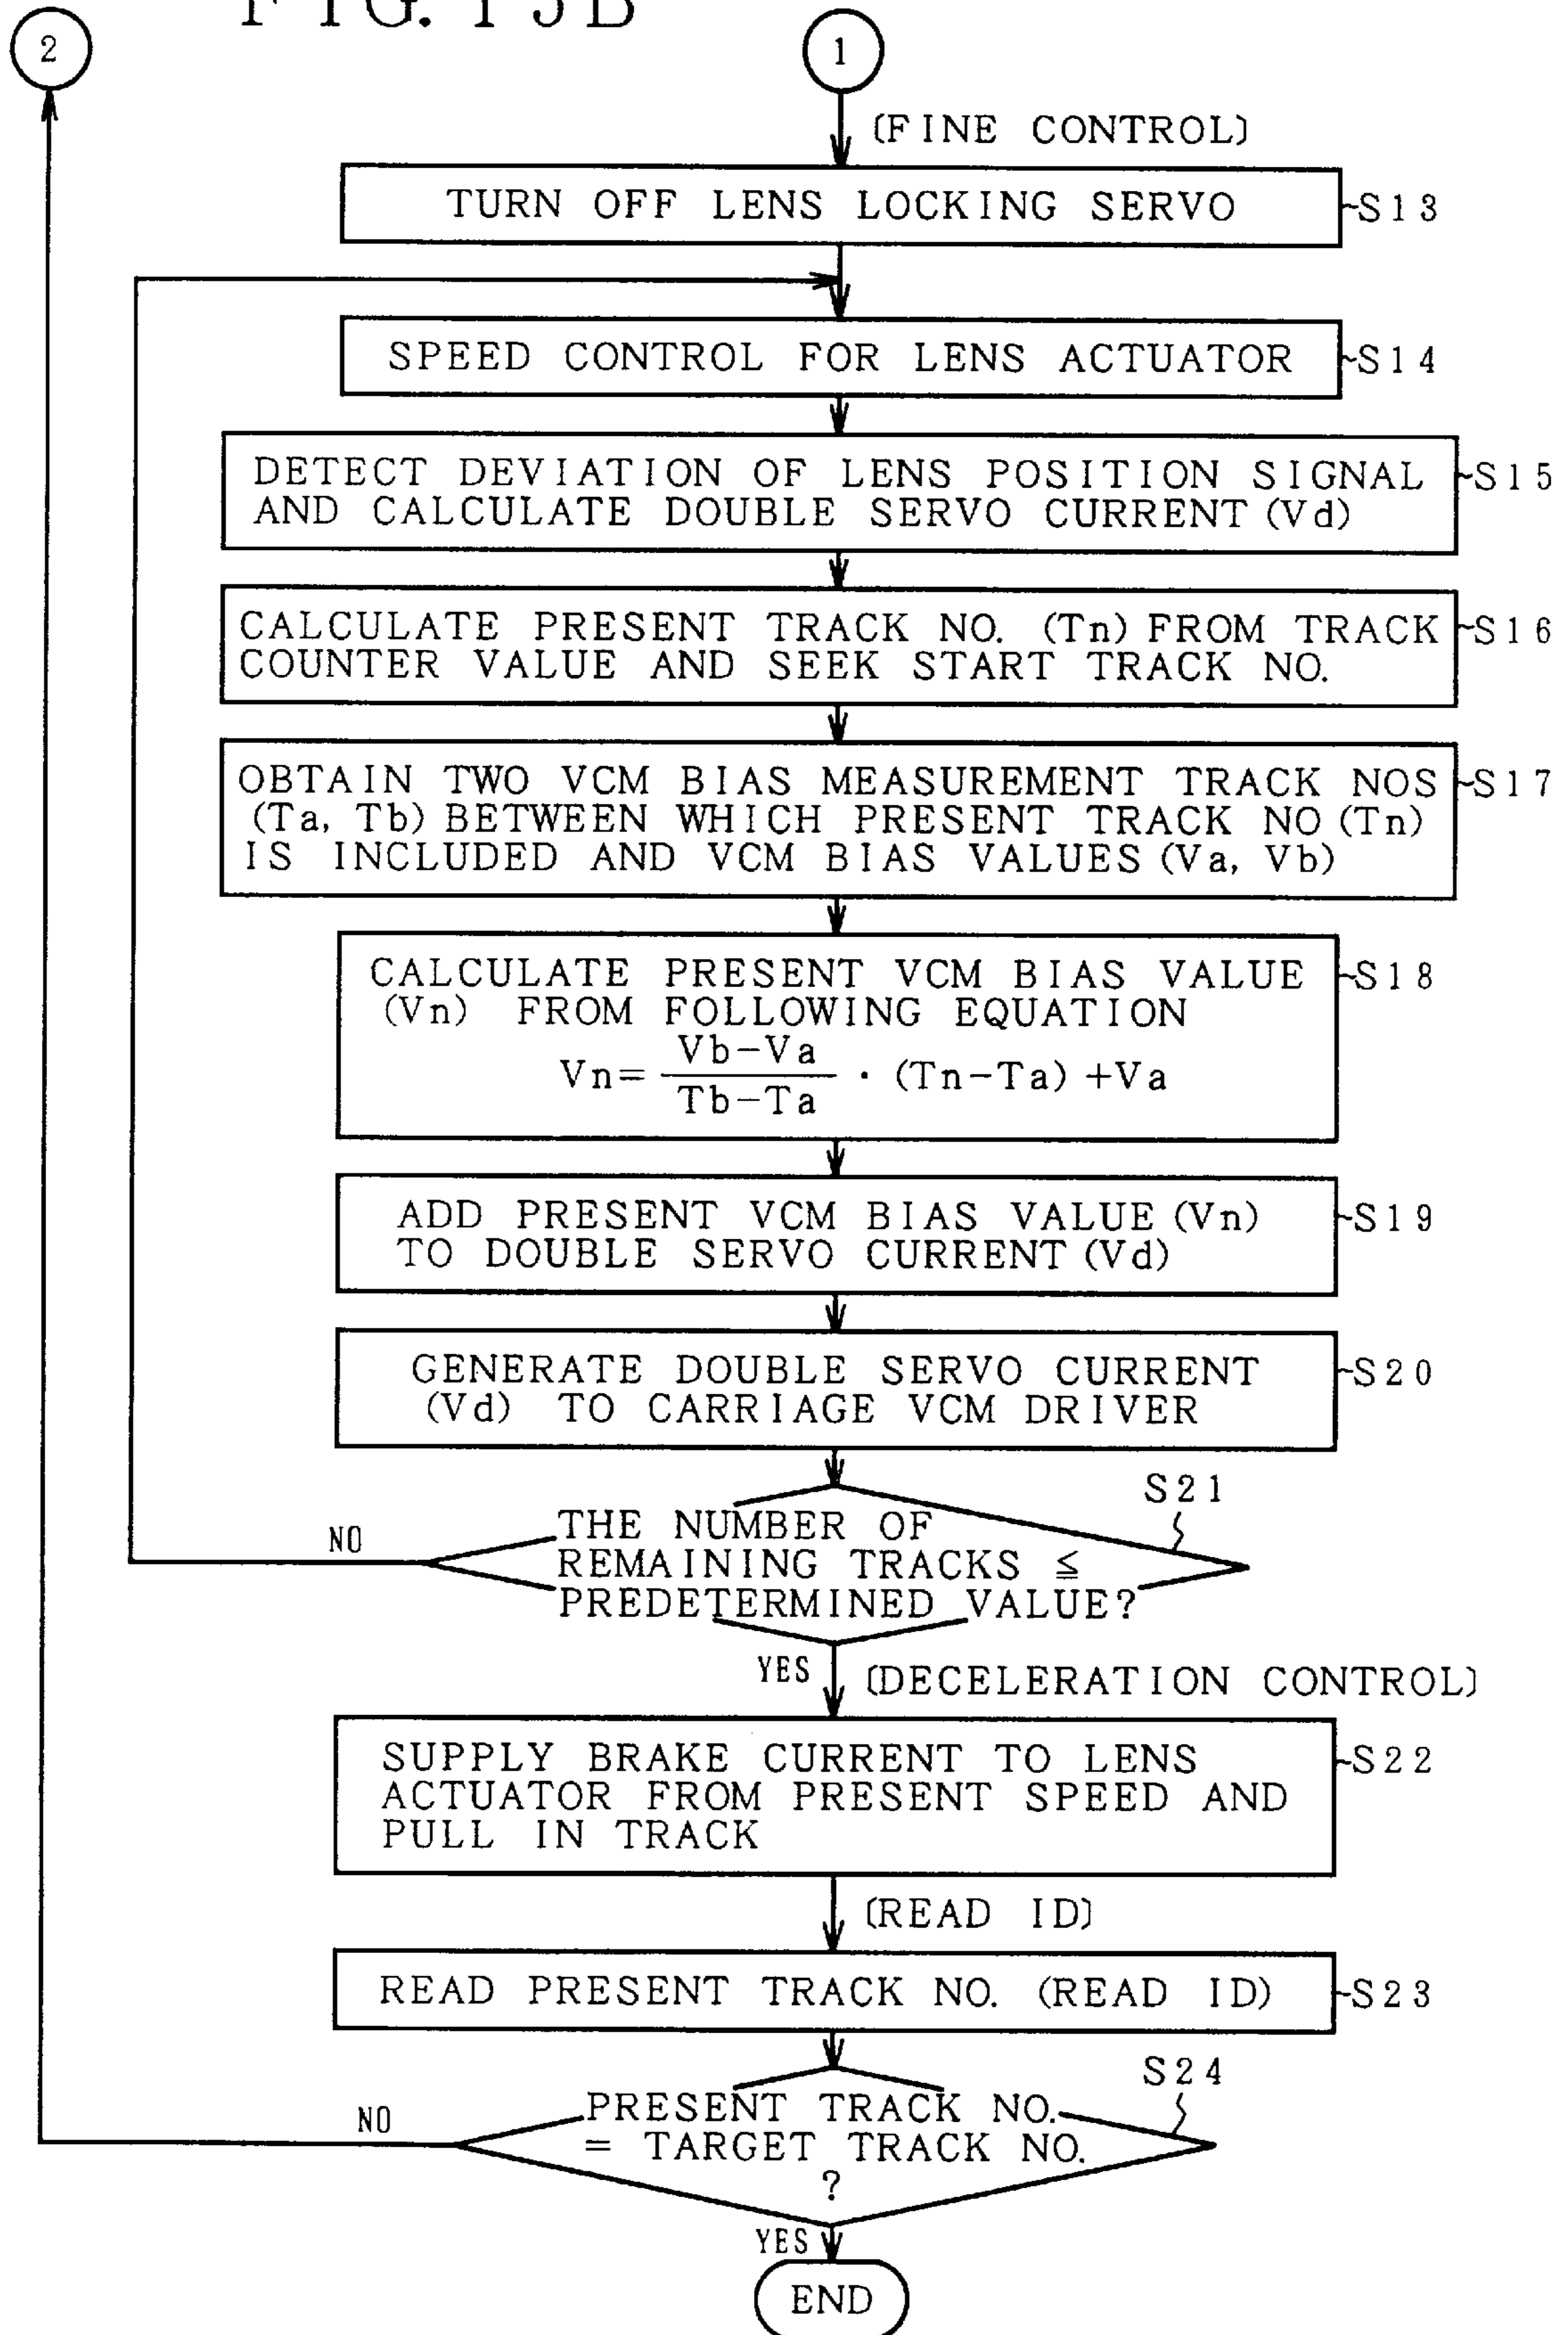 FIG. 15B
2
1
(FINE CONTROL)
TURN OFF LENS LOCKING SERVO
S13
SPEED CONTROL FOR LENS ACTUATOR
S14
DETECT DEVIATION OF LENS POSITION SIGNAL
AND CALCULATE DOUBLE SERVO CURRENT (Vd)
S15
CALCULATE PRESENT TRACK NO. (Tn) FROM TRACK
COUNTER VALUE AND SEEK START TRACK NO.
S16
OBTAIN TWO VCM BIAS MEASUREMENT TRACK NOS
(Ta, Tb) BETWEEN WHICH PRESENT TRACK NO (Tn)
IS INCLUDED AND VCM BIAS VALUES (Va, Vb)
S17
CALCULATE PRESENT VCM BIAS VALUE
(Vn) FROM FOLLOWING EQUATION
Vn= Vb-Va / Tb-Ta · (Tn-Ta) +Va
S18
ADD PRESENT VCM BIAS VALUE (Vn)
TO DOUBLE SERVO CURRENT (Vd)
S19
GENERATE DOUBLE SERVO CURRENT
(Vd) TO CARRIAGE VCM DRIVER
S20
S21
THE NUMBER OF
REMAINING TRACKS ≦
PREDETERMINED VALUE?
NO
YES
(DECELERATION CONTROL)
SUPPLY BRAKE CURRENT TO LENS
ACTUATOR FROM PRESENT SPEED AND
PULL IN TRACK
S22
(READ ID)
READ PRESENT TRACK NO. (READ ID)
S23
S24
PRESENT TRACK NO.
= TARGET TRACK NO.
?
NO
YES
END